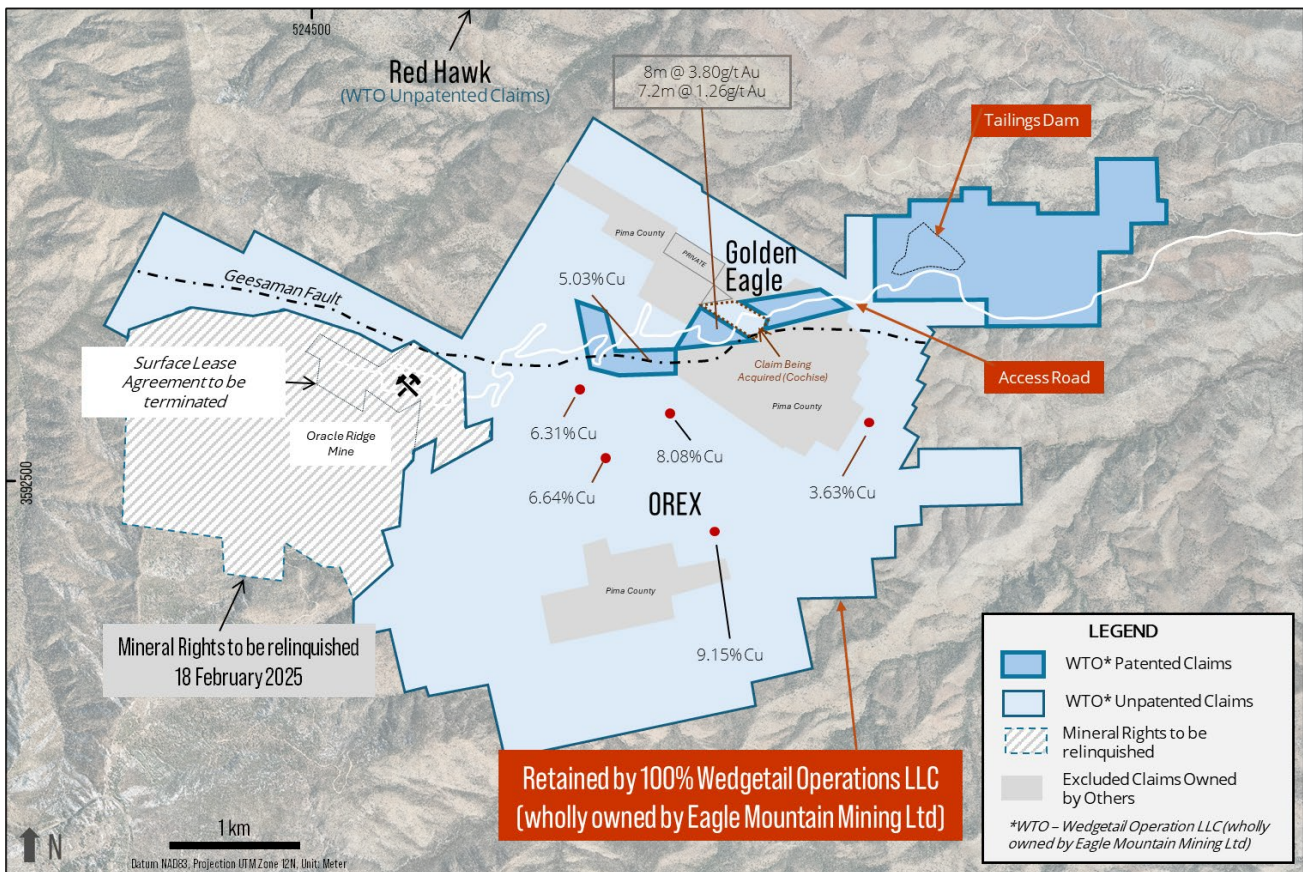 524500
Red Hawk
(WTO Unpatented Claims)
8m @ 3.80g/t Au
7.2m @ 1.26g/t Au
Tailings Dam
Pima County
PRIVATE
Golden
Eagle
Geesaman Fault
5.03% Cu
Surface Lease
Agreement to be
terminated
Claim Being
Acquired (Cochise)
Access Road
Oracle Ridge
Mine
Pima County
6.31% Cu
8.08% Cu
3.63% Cu
6.64% Cu
3592500
OREX
Pima County
Mineral Rights to be relinquished
18 February 2025
9.15% Cu
Retained by 100% Wedgetail Operations LLC
(wholly owned by Eagle Mountain Mining Ltd)
LEGEND
WTO* Patented Claims
WTO* Unpatented Claims
Mineral Rights to be
relinquished
Excluded Claims Owned
by Others
*WTO – Wedgetail Operation LLC (wholly
owned by Eagle Mountain Mining Ltd)
N
1 km
Datum NAD83, Projection UTM Zone 12N, Unit: Meter